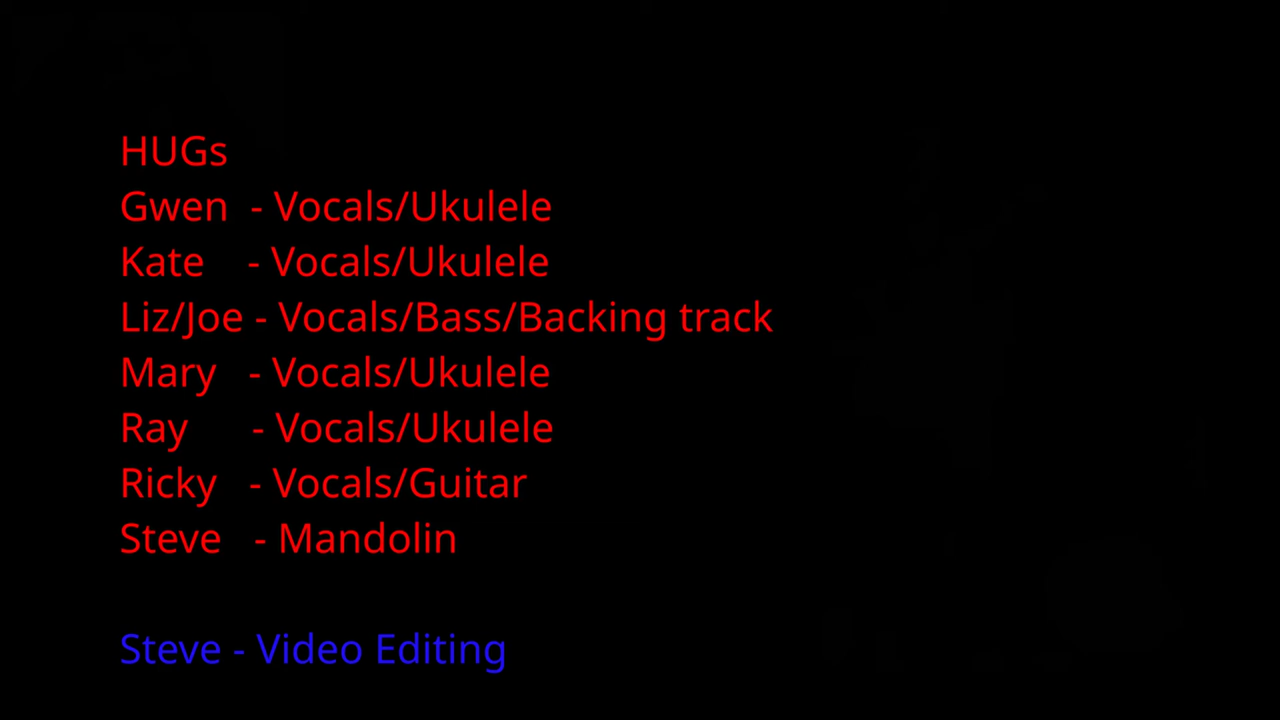 HUGs
Gwen - Vocals/Ukulele
Kate - Vocals/Ukulele
Liz/Joe - Vocals/Bass/Backing track
Mary - Vocals/Ukulele
Ray - Vocals/Ukulele
Ricky - Vocals/Guitar
Steve - Mandolin
Steve - Video Editing